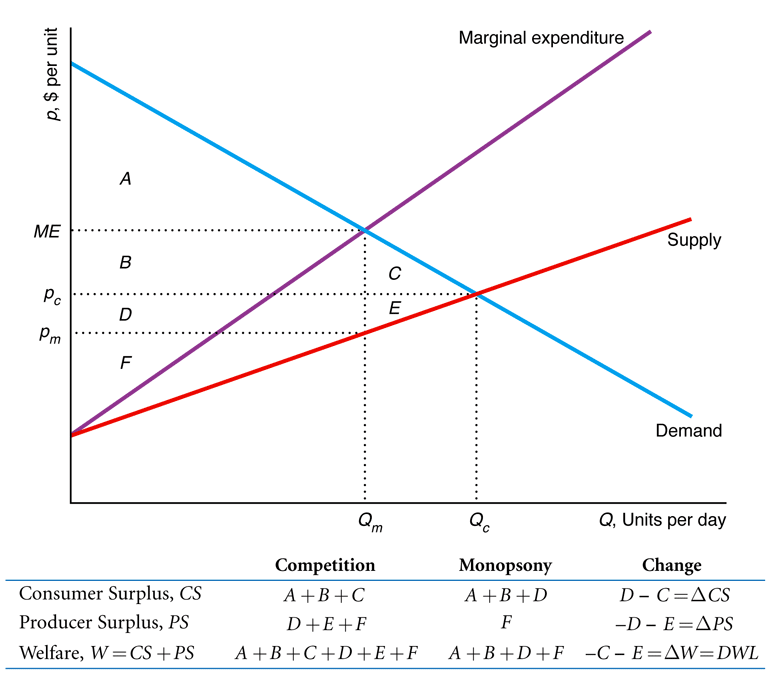 p, $ per unit
Marginal expenditure
A
ME
Supply
B
C
p_c
E
D
p_m
F
Demand
Q_m
Q_c
Q, Units per day
Competition Monopsony Change
Consumer Surplus, CS A + B + C A + B + D D – C = ΔCS
Producer Surplus, PS D + E + F F –D – E = ΔPS
Welfare, W = CS + PS A + B + C + D + E + F A + B + D + F –C – E = ΔW = DWL